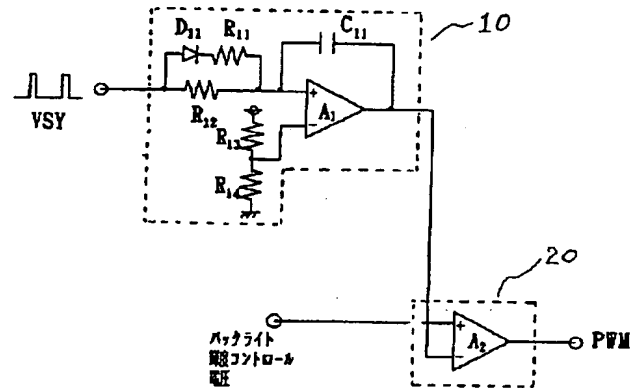 10
D₁₁
R₁₁
C₁₁
VSY
R₁₂
A₁
R₁₃
R₁₄
20
バックライト
輝度コントロール
電圧
A₂
PWM
+
-
+
-